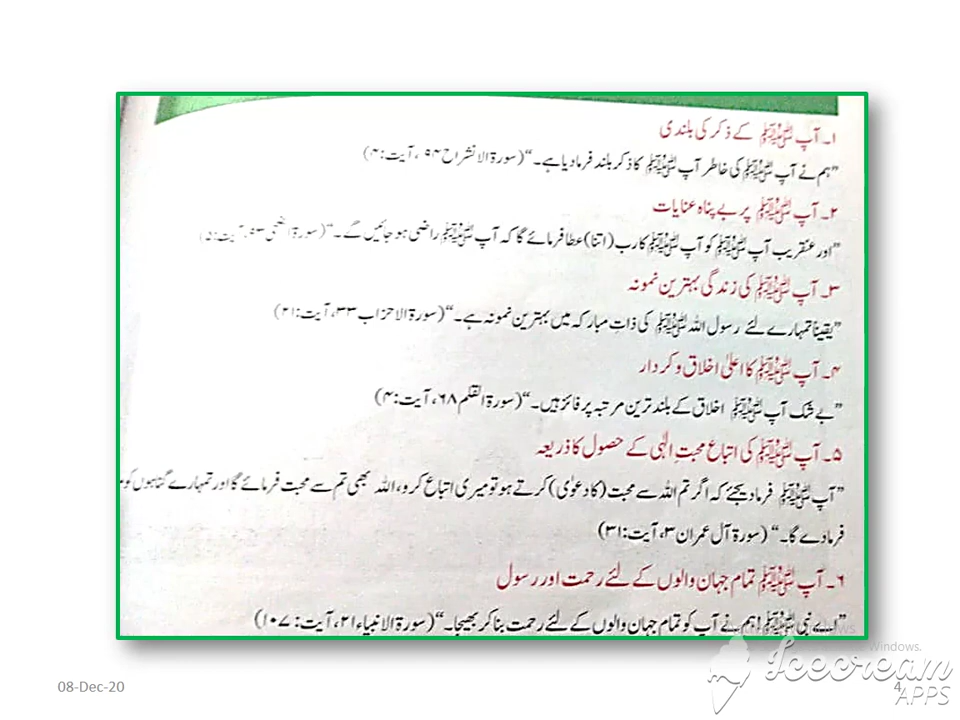 ۱۔ آپ ﷺ کے ذکر کی بلندی
”ہم نے آپ ﷺ کی خاطر آپ ﷺ کا ذکر بلند فرما دیا ہے۔“ (سورۃ الانشراح ۹۴، آیت: ۴)
۲۔ آپ ﷺ پر بے پناہ عنایات
”اور عنقریب آپ ﷺ کو آپ ﷺ کا رب (اتنا) عطا فرمائے گا کہ آپ ﷺ راضی ہو جائیں گے۔“ (سورۃ الضحیٰ ۹۳، آیت: ۵)
۳۔ آپ ﷺ کی زندگی بہترین نمونہ
”یقیناً تمہارے لئے رسول اللہ ﷺ کی ذاتِ مبارکہ میں بہترین نمونہ ہے۔“ (سورۃ الاحزاب ۳۳، آیت: ۲۱)
۴۔ آپ ﷺ کا اعلیٰ اخلاق و کردار
”بے شک آپ ﷺ اخلاق کے بلند ترین مرتبہ پر فائز ہیں۔“ (سورۃ القلم ۶۸، آیت: ۴)
۵۔ آپ ﷺ کی اتباع محبتِ الٰہی کے حصول کا ذریعہ
”آپ ﷺ فرما دیجئے کہ اگر تم اللہ سے محبت (کا دعوٰی) کرتے ہو تو میری اتباع کرو، اللہ بھی تم سے محبت فرمائے گا اور تمہارے گناہوں کو
فرما دے گا۔“ (سورۃ آل عمران ۳، آیت: ۳۱)
۶۔ آپ ﷺ تمام جہان والوں کے لئے رحمت اور رسول
”اے نبی ﷺ! ہم نے آپ کو تمام جہان والوں کے لئے رحمت بنا کر بھیجا۔“ (سورۃ الانبیاء ۲۱، آیت: ۱۰۷)
Windows.
Icecream
APPS
08-Dec-20
4